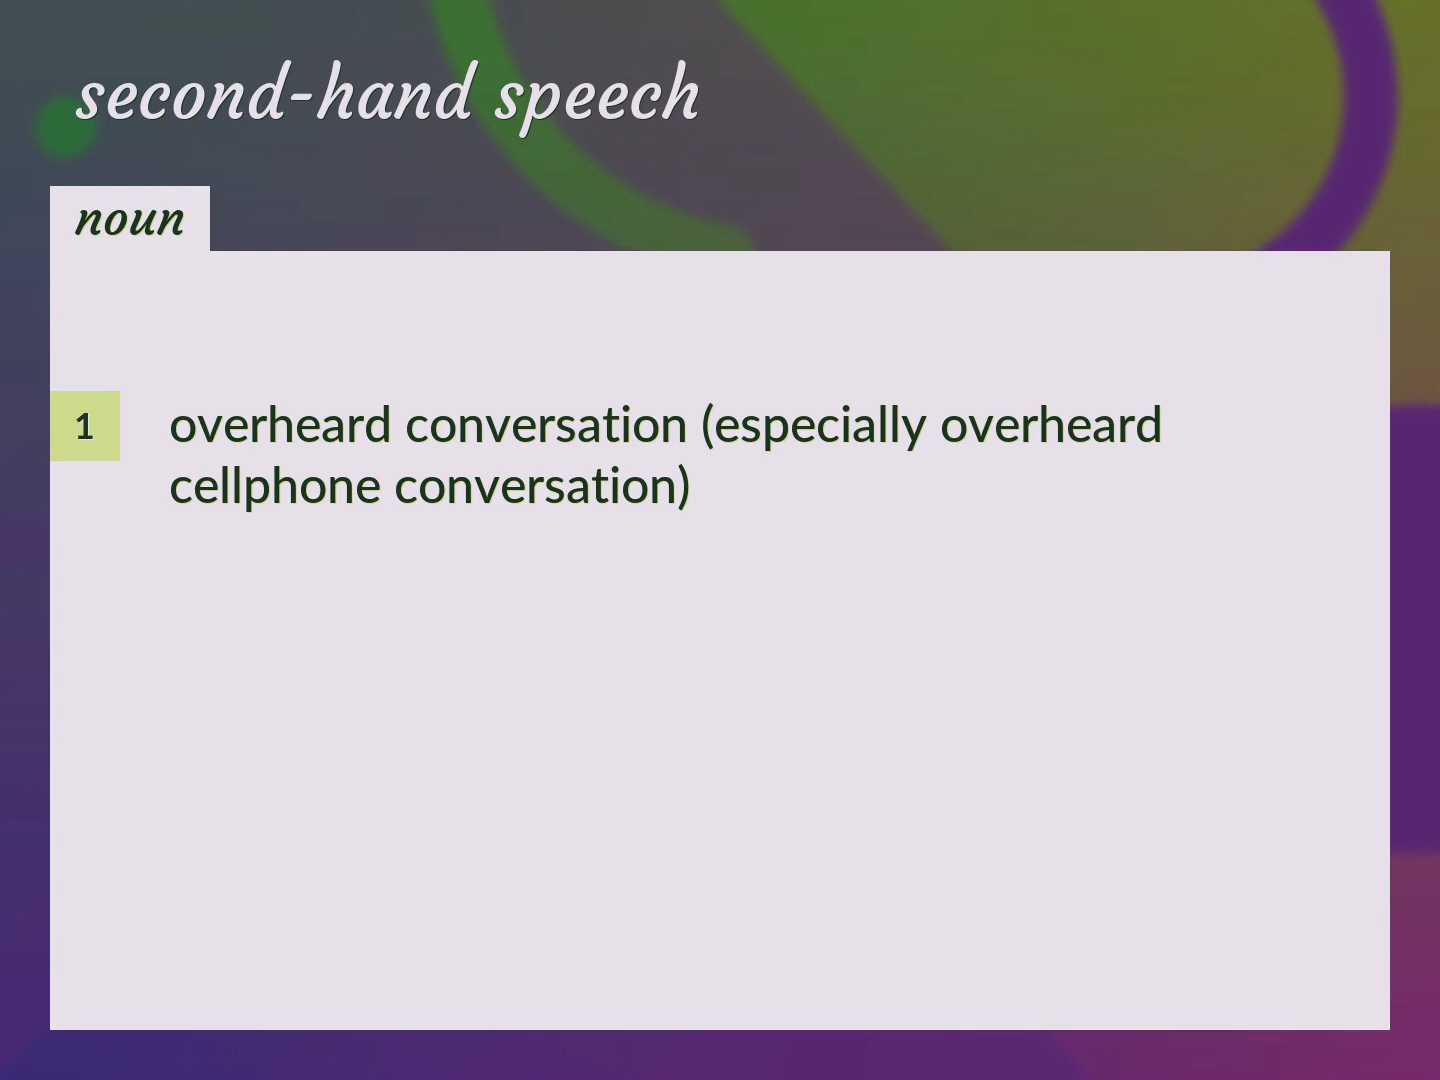 second-hand speech
noun
1 overheard conversation (especially overheard
cellphone conversation)